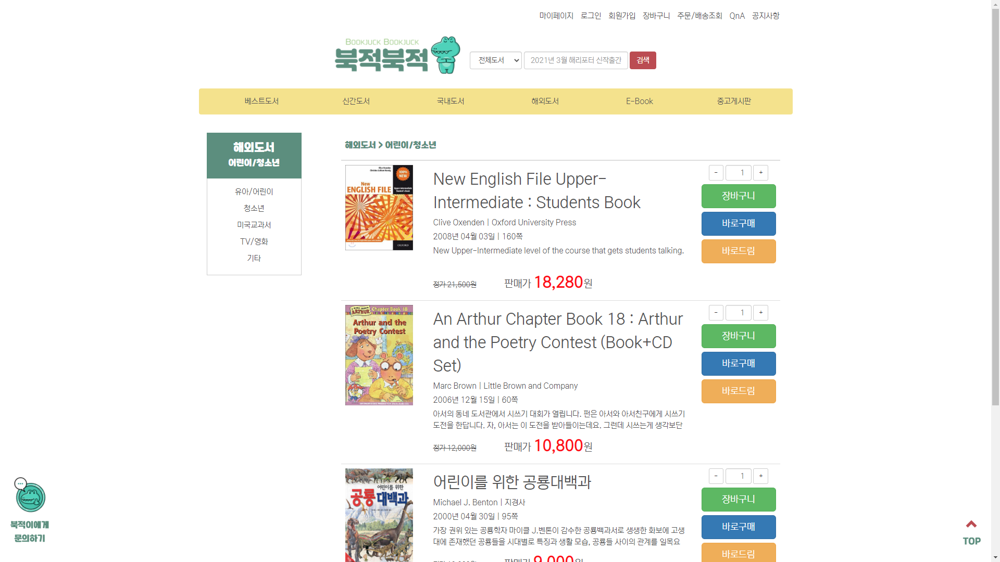 마이페이지 로그인 회원가입 장바구니 주문/배송조회 QnA 공지사항
BOOKJUCK BOOKJUCK
북적북적
전체도서 2021년 3월 해리포터 신작출간 검색
베스트도서 신간도서 국내도서 해외도서 E-Book 중고게시판
해외도서
어린이/청소년
유아/어린이
청소년
미국교과서
TV/영화
기타
해외도서 > 어린이/청소년
Clive Oxenden
100% NEW
New
ENGLISH FILE
Upper-intermediate
Student's Book
OXFORD
New English File Upper-
Intermediate : Students Book
Clive Oxenden | Oxford University Press
2008년 04월 03일 | 160쪽
New Upper-Intermediate level of the course that gets students talking.
정가 21,500원 판매가 18,280원
- 1 +
장바구니
바로구매
바로드림
A MARC BROWN
ARTHUR Chapter Book 18
Arthur and the
Poetry Contest
An Arthur Chapter Book 18 : Arthur
and the Poetry Contest (Book+CD
Set)
Marc Brown | Little Brown and Company
2006년 12월 15일 | 60쪽
아서의 동네 도서관에서 시쓰기 대회가 열립니다. 펀은 아서와 아서친구에게 시쓰기
도전을 한답니다. 자, 아서는 이 도전을 받아들이는데요. 그런데 시쓰는게 생각보단
정가 12,000원 판매가 10,800원
- 1 +
장바구니
바로구매
바로드림
어린이를 위한
공룡대백과
어린이를 위한 공룡대백과
Michael J. Benton | 지경사
2000년 04월 30일 | 95쪽
가장 권위 있는 공룡학자 마이클 J.벤톤이 감수한 공룡백과서로 생생한 화보에 고생
대에 존재했던 공룡들을 시대별로 특징과 생활 모습, 공룡들 사이의 관계를 일목요
판매가 9,000원
- 1 +
장바구니
바로구매
바로드림
북적이에게
문의하기
TOP